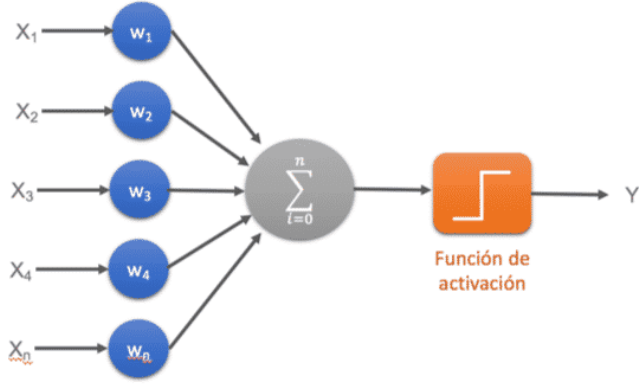 X₁ w₁
X₂ w₂
X₃ w₃
X₄ w₄
Xₙ wₙ
n
∑
i=0
Función de
activación
Y